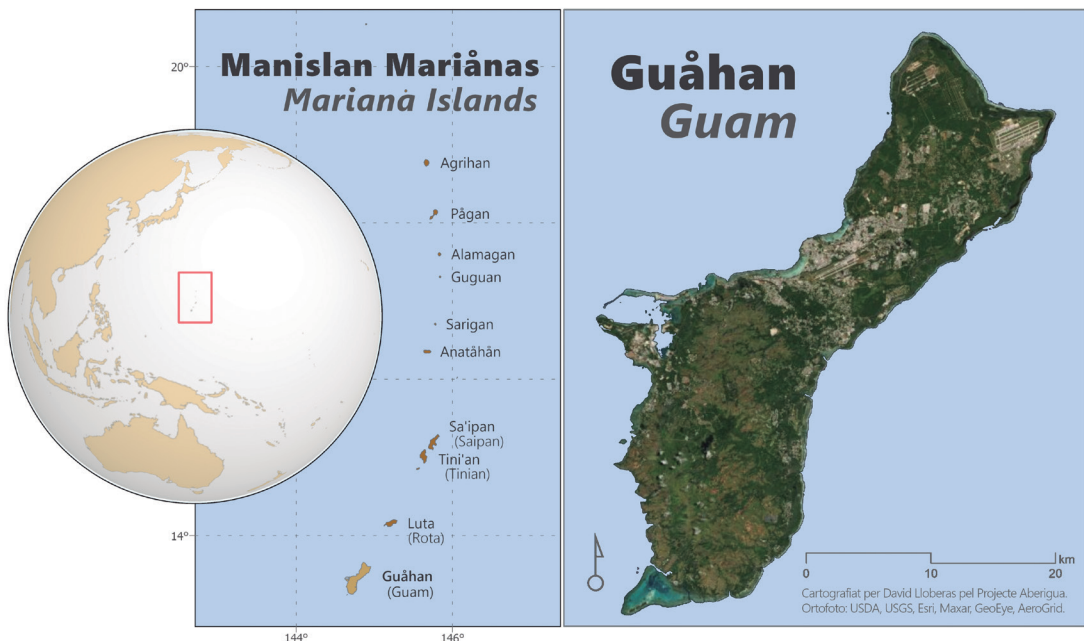 Manislan Mariånas
Mariana Islands
20°
Agrihan
Pågan
Alamagan
Guguan
Sarigan
Anatåhån
Sa'ipan
(Saipan)
Tini'an
(Tinian)
14°
Luta
(Rota)
Guåhan
(Guam)
144°
146°
Guåhan
Guam
km
0
10
20
Cartografiat per David Lloberas pel Projecte Aberigua.
Ortofoto: USDA, USGS, Esri, Maxar, GeoEye, AeroGrid.